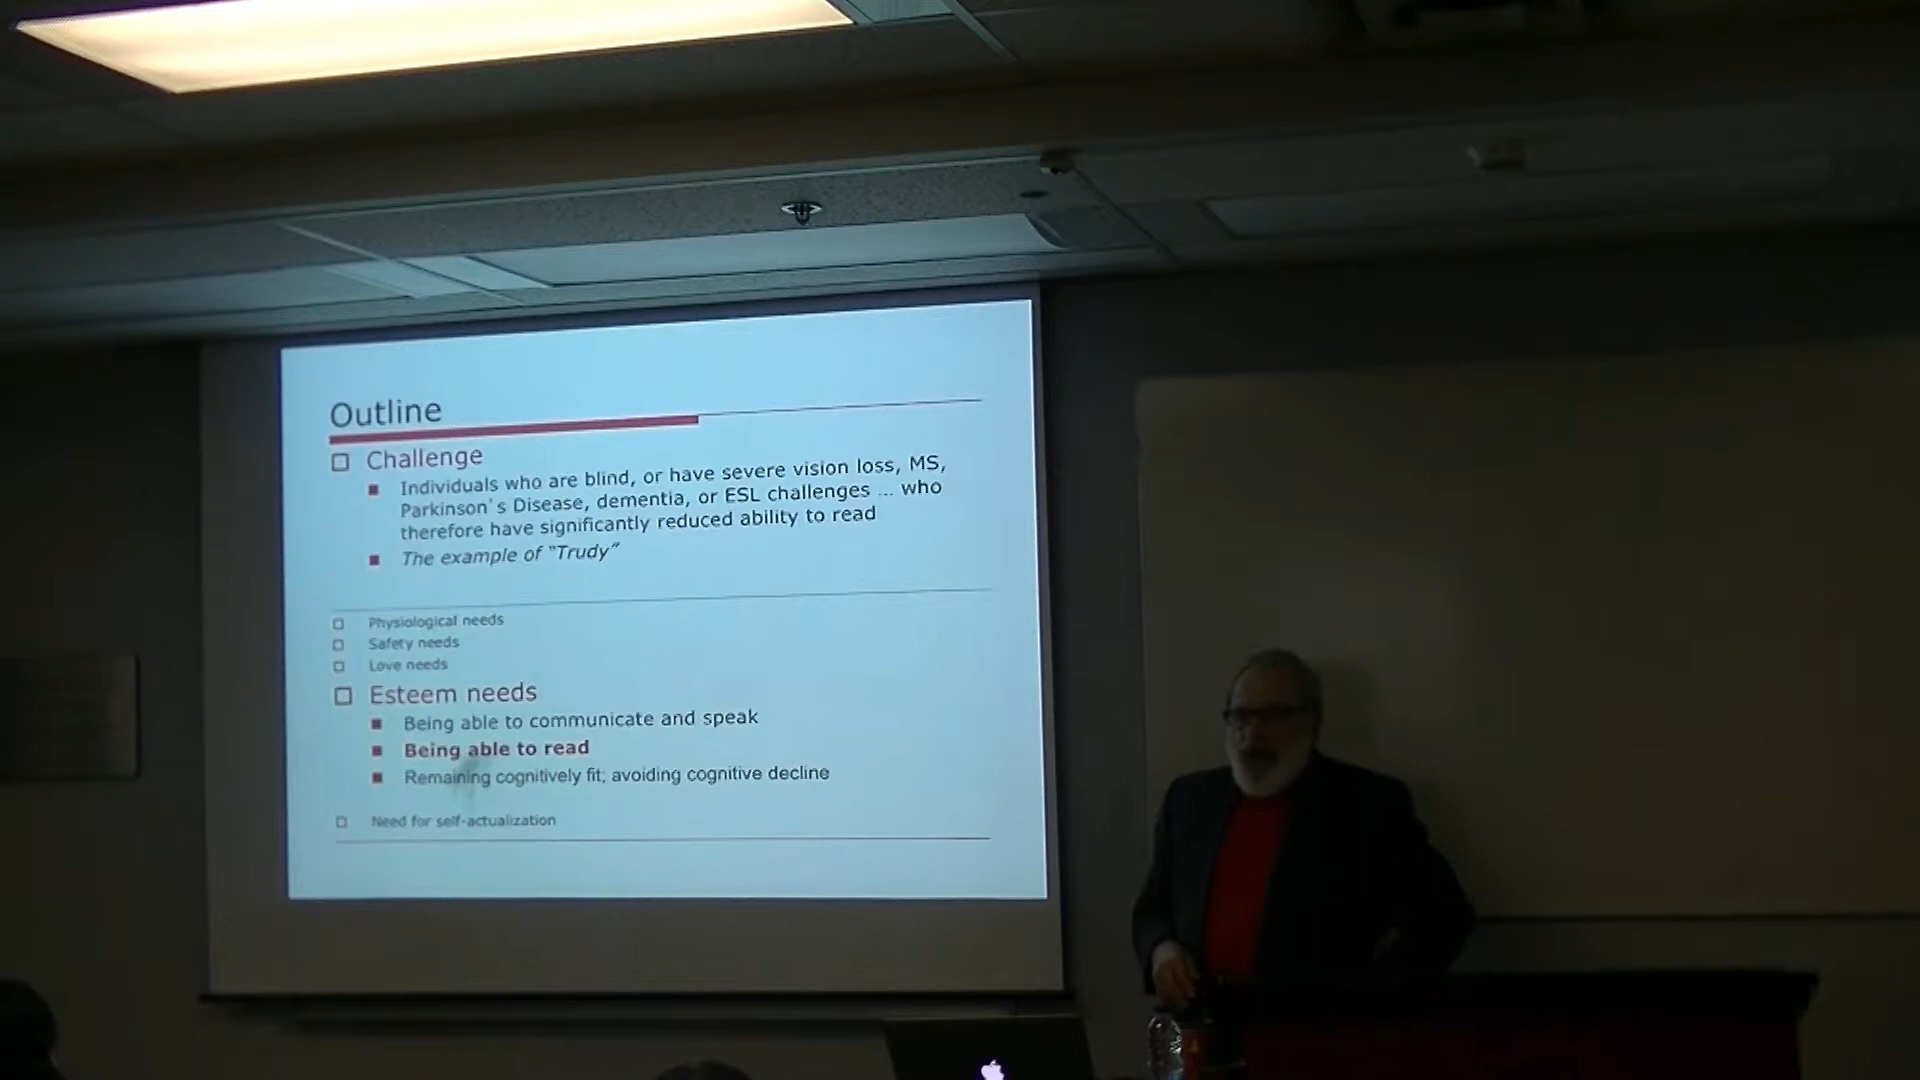 Outline
Challenge
Individuals who are blind, or have severe vision loss, MS,
Parkinson's Disease, dementia, or ESL challenges ... who
therefore have significantly reduced ability to read
The example of "Trudy"
Physiological needs
Safety needs
Love needs
Esteem needs
Being able to communicate and speak
Being able to read
Remaining cognitively fit; avoiding cognitive decline
Need for self-actualization